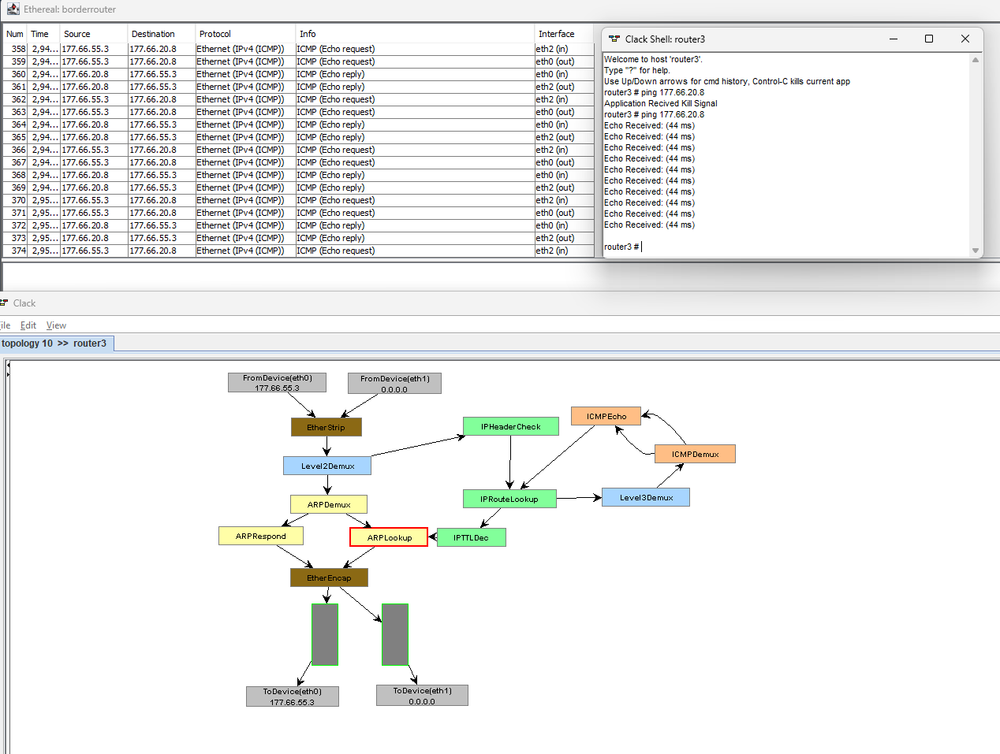 Ethereal: borderrouter
Num Time Source Destination Protocol Info Interface
358 2,94... 177.66.55.3 177.66.20.8 Ethernet (IPv4 (ICMP)) ICMP (Echo request) eth2 (in)
359 2,94... 177.66.55.3 177.66.20.8 Ethernet (IPv4 (ICMP)) ICMP (Echo request) eth0 (out)
360 2,94... 177.66.20.8 177.66.55.3 Ethernet (IPv4 (ICMP)) ICMP (Echo reply) eth0 (in)
361 2,94... 177.66.20.8 177.66.55.3 Ethernet (IPv4 (ICMP)) ICMP (Echo reply) eth2 (out)
362 2,94... 177.66.55.3 177.66.20.8 Ethernet (IPv4 (ICMP)) ICMP (Echo request) eth2 (in)
363 2,94... 177.66.55.3 177.66.20.8 Ethernet (IPv4 (ICMP)) ICMP (Echo request) eth0 (out)
364 2,94... 177.66.20.8 177.66.55.3 Ethernet (IPv4 (ICMP)) ICMP (Echo reply) eth0 (in)
365 2,94... 177.66.20.8 177.66.55.3 Ethernet (IPv4 (ICMP)) ICMP (Echo reply) eth2 (out)
366 2,94... 177.66.55.3 177.66.20.8 Ethernet (IPv4 (ICMP)) ICMP (Echo request) eth2 (in)
367 2,94... 177.66.55.3 177.66.20.8 Ethernet (IPv4 (ICMP)) ICMP (Echo request) eth0 (out)
368 2,94... 177.66.20.8 177.66.55.3 Ethernet (IPv4 (ICMP)) ICMP (Echo reply) eth0 (in)
369 2,94... 177.66.20.8 177.66.55.3 Ethernet (IPv4 (ICMP)) ICMP (Echo reply) eth2 (out)
370 2,95... 177.66.55.3 177.66.20.8 Ethernet (IPv4 (ICMP)) ICMP (Echo request) eth2 (in)
371 2,95... 177.66.55.3 177.66.20.8 Ethernet (IPv4 (ICMP)) ICMP (Echo request) eth0 (out)
372 2,95... 177.66.20.8 177.66.55.3 Ethernet (IPv4 (ICMP)) ICMP (Echo reply) eth0 (in)
373 2,95... 177.66.20.8 177.66.55.3 Ethernet (IPv4 (ICMP)) ICMP (Echo reply) eth2 (out)
374 2,95... 177.66.55.3 177.66.20.8 Ethernet (IPv4 (ICMP)) ICMP (Echo request) eth2 (in)
Clack Shell: router3
Welcome to host 'router3'.
Type "?" for help.
Use Up/Down arrows for cmd history, Control-C kills current app
router3 # ping 177.66.20.8
Application Recived Kill Signal
router3 # ping 177.66.20.8
Echo Received: (44 ms)
Echo Received: (44 ms)
Echo Received: (44 ms)
Echo Received: (44 ms)
Echo Received: (44 ms)
Echo Received: (44 ms)
Echo Received: (44 ms)
Echo Received: (44 ms)
Echo Received: (44 ms)
Echo Received: (44 ms)
router3 #
Clack
ile Edit View
topology 10 >> router3
FromDevice(eth0)
177.66.55.3
FromDevice(eth1)
0.0.0.0
EtherStrip
IPHeaderCheck
ICMPEcho
Level2Demux
ICMPDemux
ARPDemux
IPRouteLookup
Level3Demux
ARPRespond
ARPLookup
IPTTLDec
EtherEncap
ToDevice(eth0)
177.66.55.3
ToDevice(eth1)
0.0.0.0